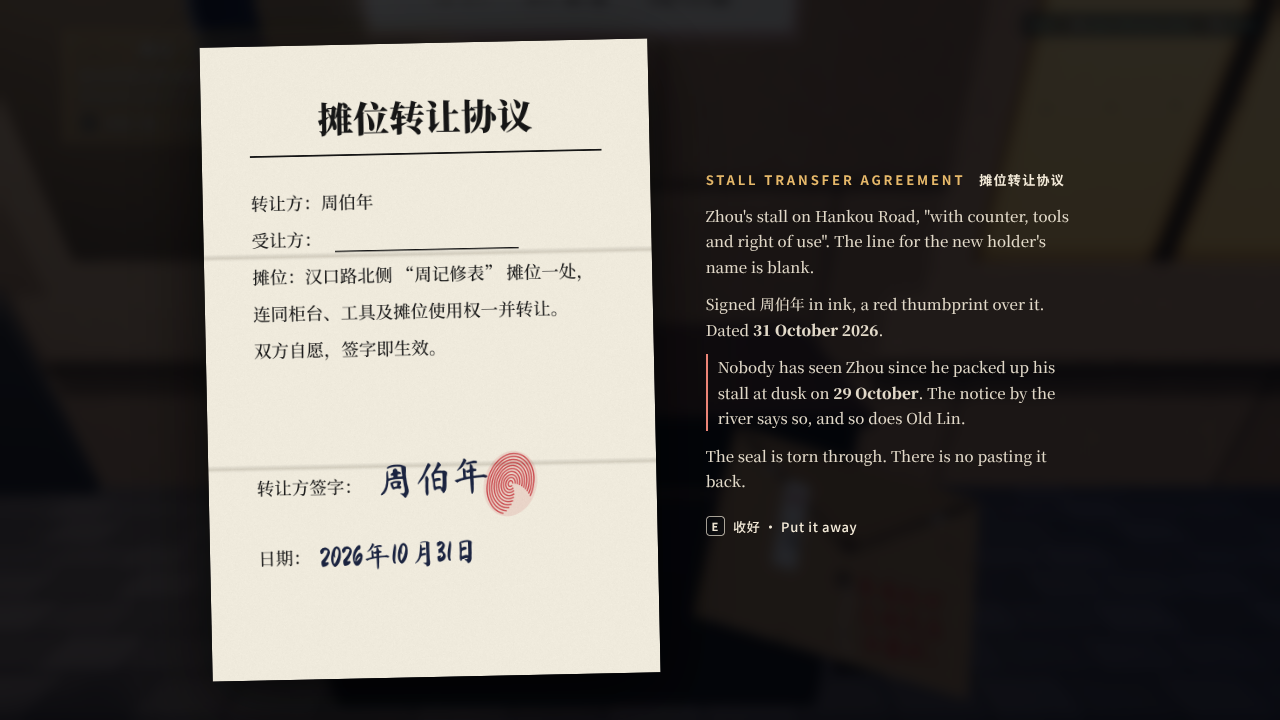 摊位转让协议
转让方：周伯年
受让方：
摊位：汉口路北侧 “周记修表” 摊位一处，
连同柜台、工具及摊位使用权一并转让。
双方自愿，签字即生效。
转让方签字：周伯年
日期：2026年10月31日
STALL TRANSFER AGREEMENT 摊位转让协议
Zhou's stall on Hankou Road, "with counter, tools
and right of use". The line for the new holder's
name is blank.
Signed 周伯年 in ink, a red thumbprint over it.
Dated 31 October 2026.
Nobody has seen Zhou since he packed up his
stall at dusk on 29 October. The notice by the
river says so, and so does Old Lin.
The seal is torn through. There is no pasting it
back.
E 收好 · Put it away